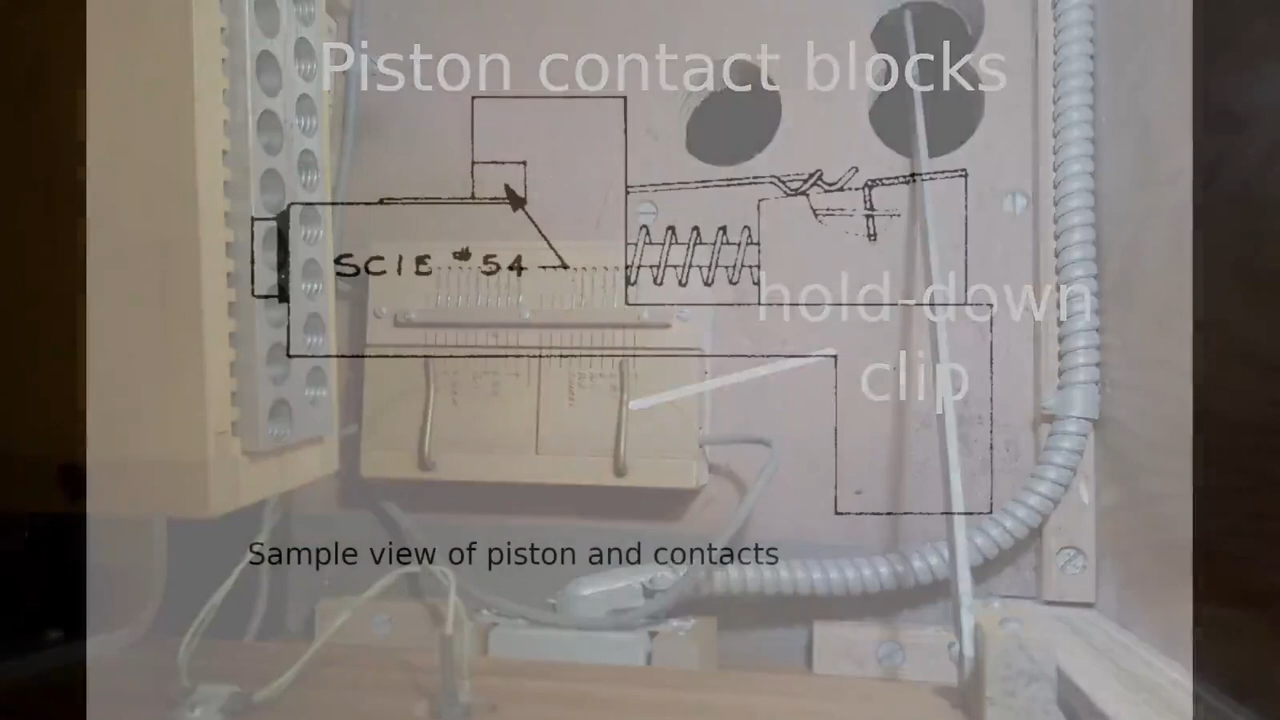 Piston contact blocks
SCIE #54
hold-down
clip
Sample view of piston and contacts